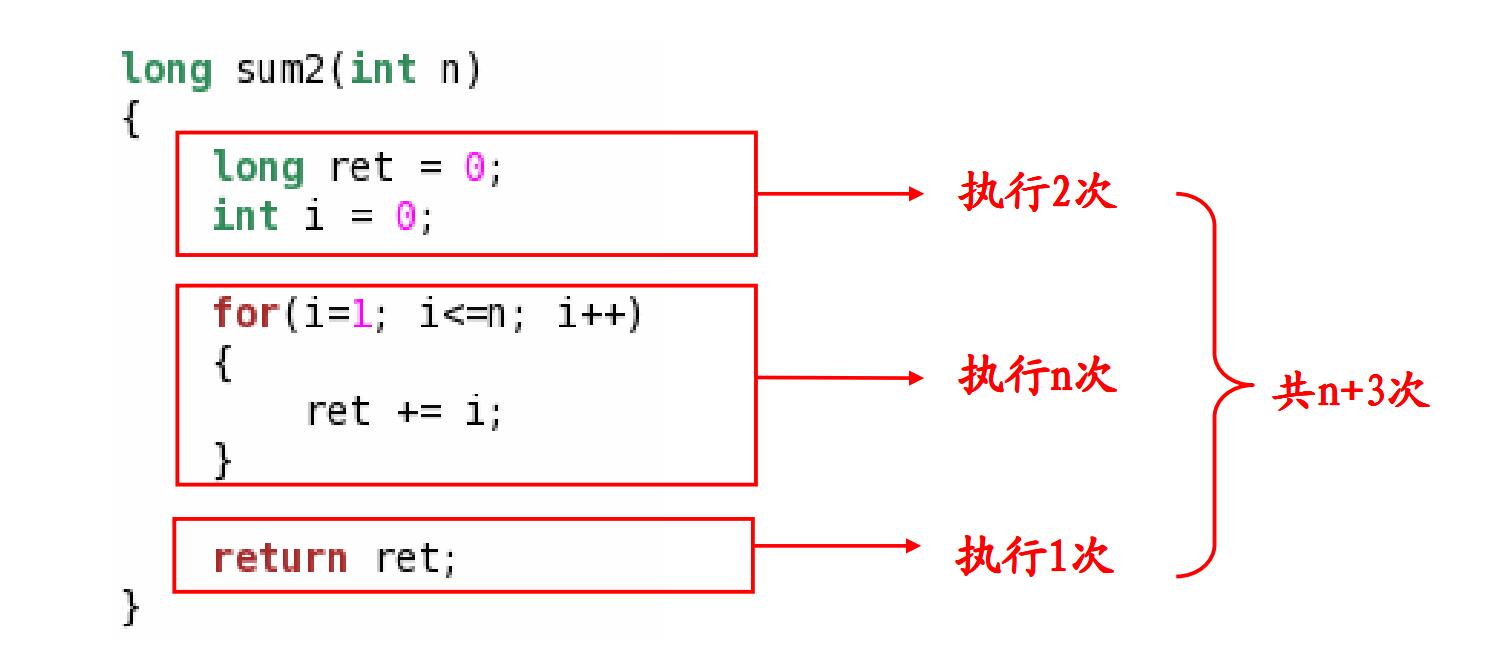 long sum2(int n)
{
long ret = 0;
int i = 0;
执行2次
for(i=1; i<=n; i++)
{
ret += i;
}
执行n次
共n+3次
return ret;
执行1次
}